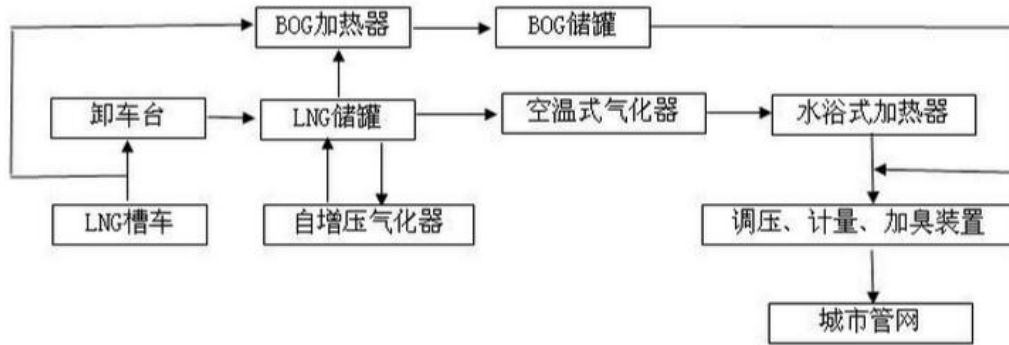 BOG加热器
BOG储罐
卸车台
LNG储罐
空温式气化器
水浴式加热器
LNG槽车
自增压气化器
调压、计量、加臭装置
城市管网